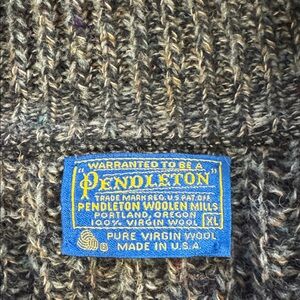 WARRANTED TO BE A
"PENDLETON"
TRADE MARK REG. U.S. PAT. OFF.
PENDLETON WOOLEN MILLS
PORTLAND, OREGON
100% VIRGIN WOOL XL
PURE VIRGIN WOOL
MADE IN U.S.A.